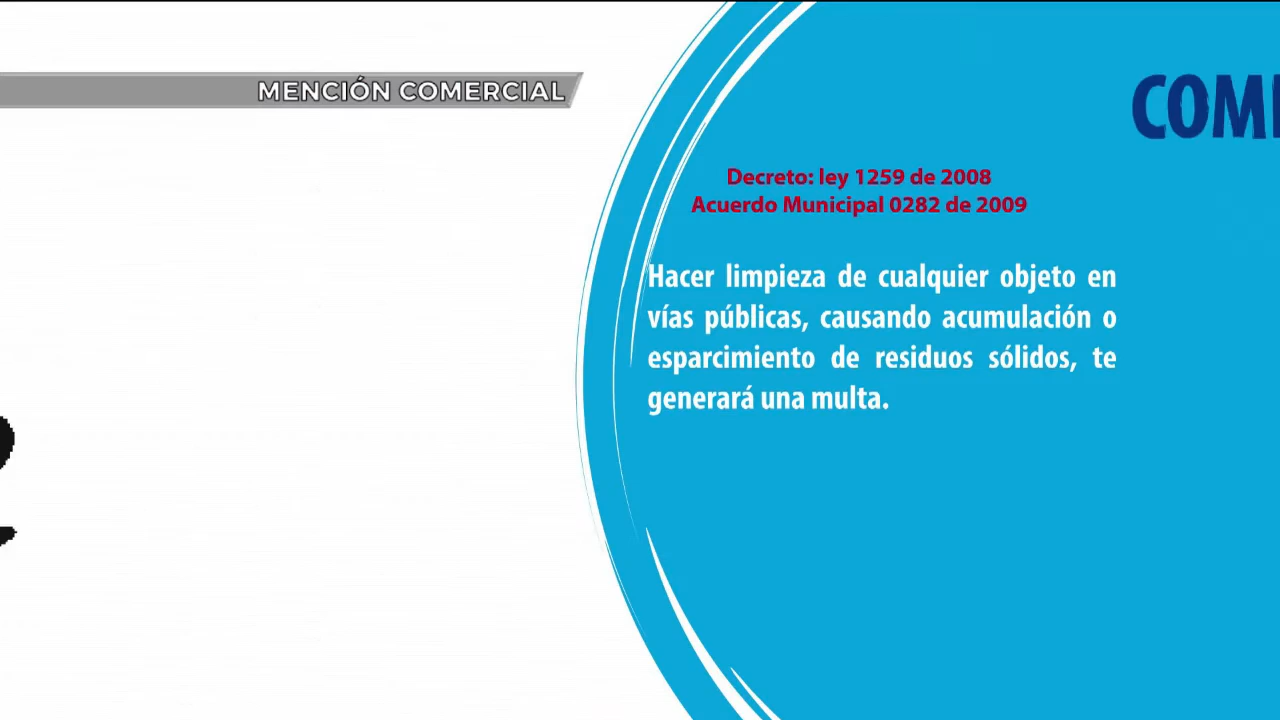 MENCIÓN COMERCIAL
Decreto: ley 1259 de 2008
Acuerdo Municipal 0282 de 2009
Hacer limpieza de cualquier objeto en
vías públicas, causando acumulación o
esparcimiento de residuos sólidos, te
generará una multa.